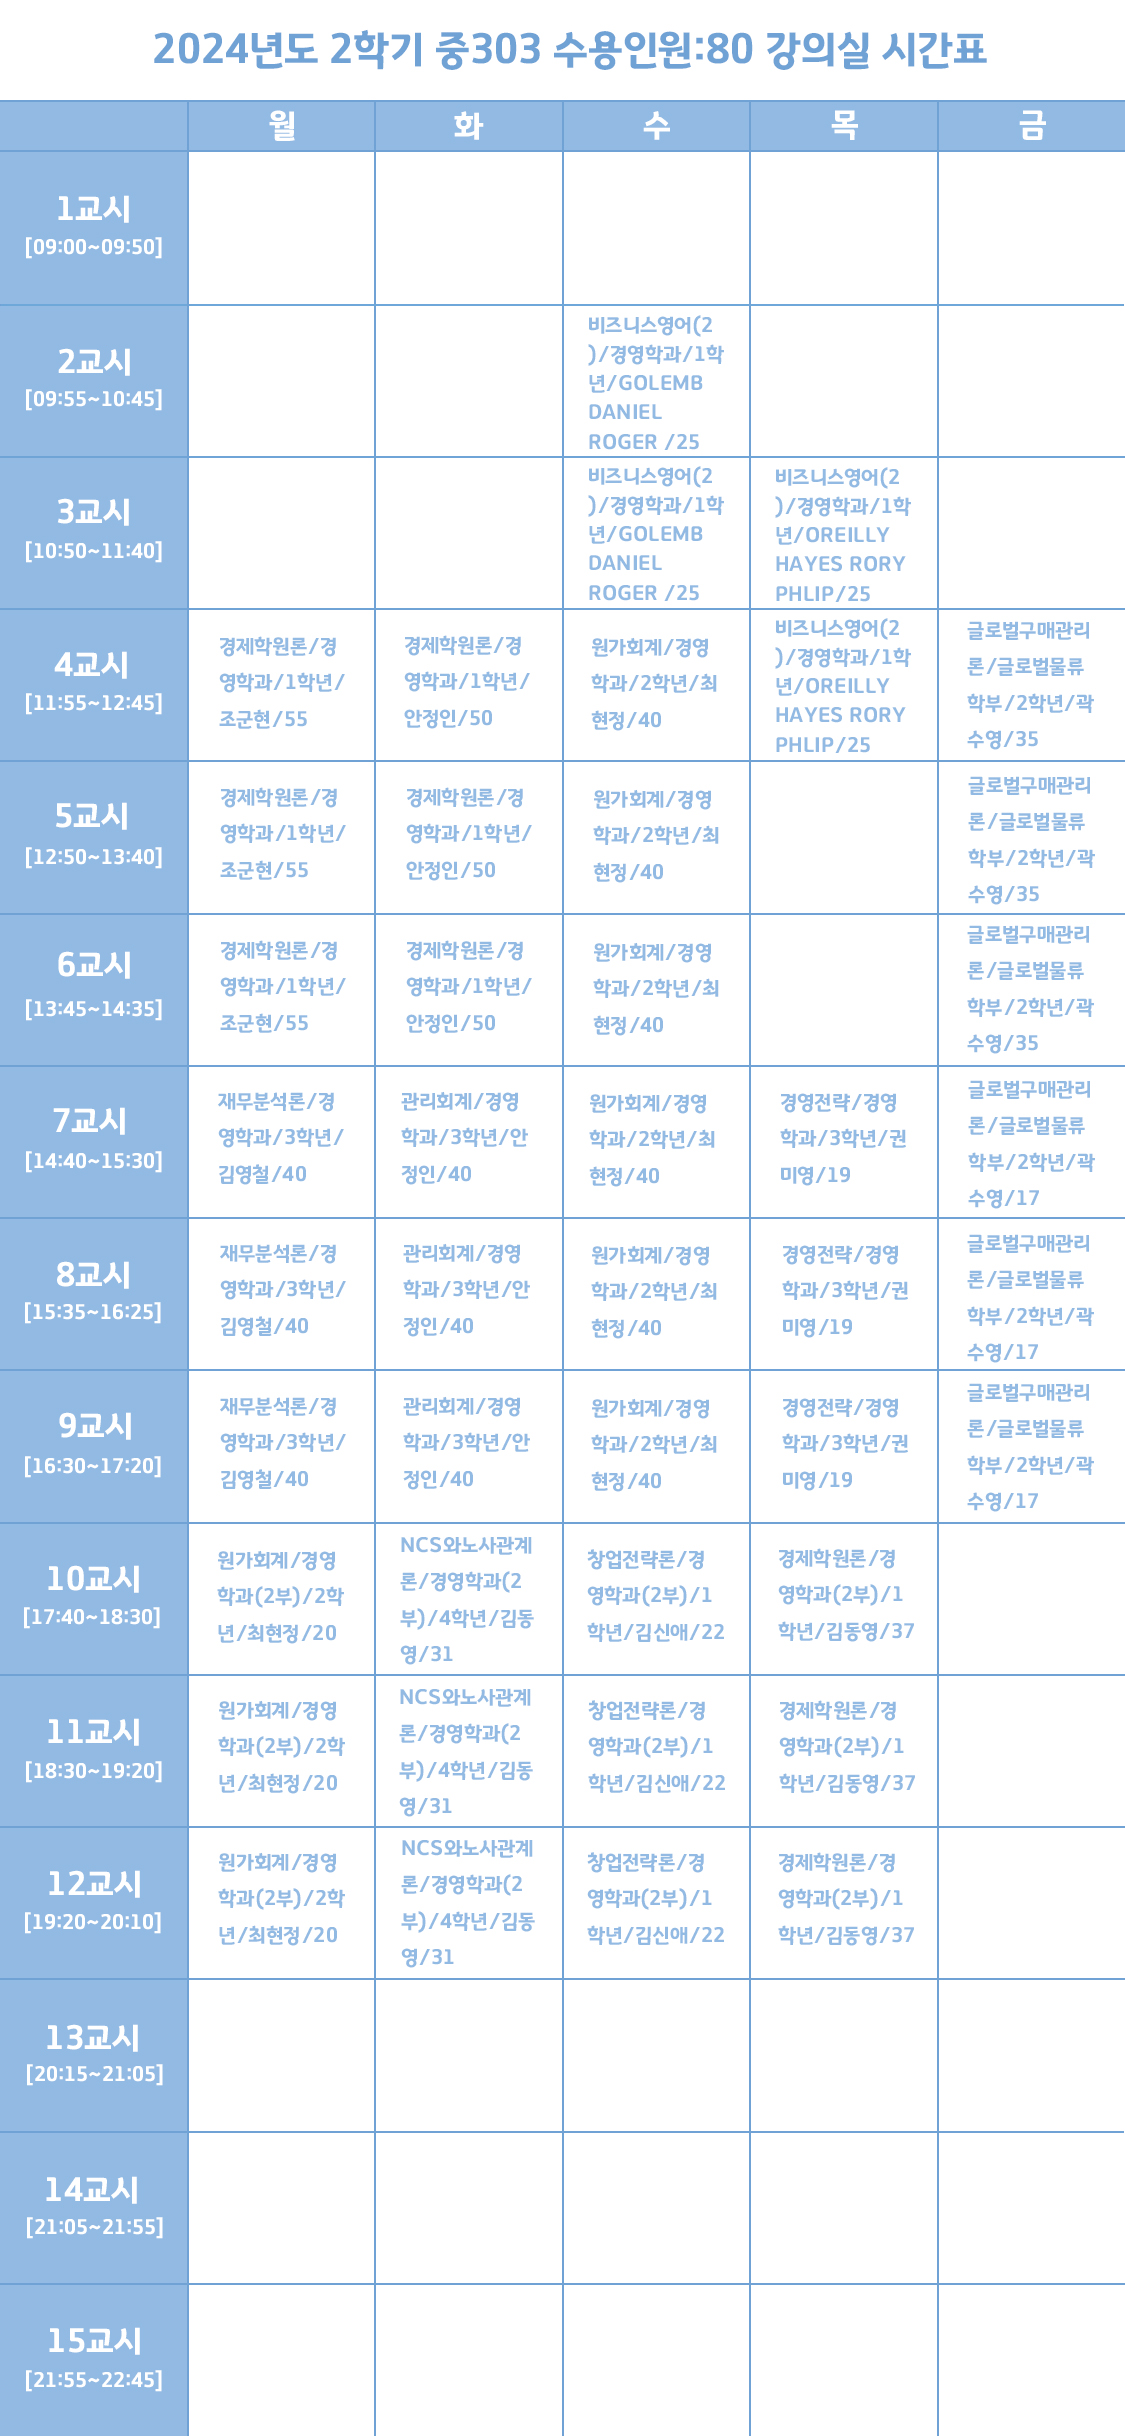 2024년도 2학기 중303 수용인원:80 강의실 시간표
월 화 수 목 금
1교시
[09:00~09:50]
2교시
[09:55~10:45]
비즈니스영어(2
)/경영학과/1학
년/GOLEMB
DANIEL
ROGER /25
3교시
[10:50~11:40]
비즈니스영어(2
)/경영학과/1학
년/GOLEMB
DANIEL
ROGER /25
비즈니스영어(2
)/경영학과/1학
년/OREILLY
HAYES RORY
PHLIP/25
4교시
[11:55~12:45]
경제학원론/경
영학과/1학년/
조군현/55
경제학원론/경
영학과/1학년/
안정인/50
원가회계/경영
학과/2학년/최
현정/40
비즈니스영어(2
)/경영학과/1학
년/OREILLY
HAYES RORY
PHLIP/25
글로벌구매관리
론/글로벌물류
학부/2학년/곽
수영/35
5교시
[12:50~13:40]
경제학원론/경
영학과/1학년/
조군현/55
경제학원론/경
영학과/1학년/
안정인/50
원가회계/경영
학과/2학년/최
현정/40
글로벌구매관리
론/글로벌물류
학부/2학년/곽
수영/35
6교시
[13:45~14:35]
경제학원론/경
영학과/1학년/
조군현/55
경제학원론/경
영학과/1학년/
안정인/50
원가회계/경영
학과/2학년/최
현정/40
글로벌구매관리
론/글로벌물류
학부/2학년/곽
수영/35
7교시
[14:40~15:30]
재무분석론/경
영학과/3학년/
김영철/40
관리회계/경영
학과/3학년/안
정인/40
원가회계/경영
학과/2학년/최
현정/40
경영전략/경영
학과/3학년/권
미영/19
글로벌구매관리
론/글로벌물류
학부/2학년/곽
수영/17
8교시
[15:35~16:25]
재무분석론/경
영학과/3학년/
김영철/40
관리회계/경영
학과/3학년/안
정인/40
원가회계/경영
학과/2학년/최
현정/40
경영전략/경영
학과/3학년/권
미영/19
글로벌구매관리
론/글로벌물류
학부/2학년/곽
수영/17
9교시
[16:30~17:20]
재무분석론/경
영학과/3학년/
김영철/40
관리회계/경영
학과/3학년/안
정인/40
원가회계/경영
학과/2학년/최
현정/40
경영전략/경영
학과/3학년/권
미영/19
글로벌구매관리
론/글로벌물류
학부/2학년/곽
수영/17
10교시
[17:40~18:30]
원가회계/경영
학과(2부)/2학
년/최현정/20
NCS와노사관계
론/경영학과(2
부)/4학년/김동
영/31
창업전략론/경
영학과(2부)/1
학년/김신애/22
경제학원론/경
영학과(2부)/1
학년/김동영/37
11교시
[18:30~19:20]
원가회계/경영
학과(2부)/2학
년/최현정/20
NCS와노사관계
론/경영학과(2
부)/4학년/김동
영/31
창업전략론/경
영학과(2부)/1
학년/김신애/22
경제학원론/경
영학과(2부)/1
학년/김동영/37
12교시
[19:20~20:10]
원가회계/경영
학과(2부)/2학
년/최현정/20
NCS와노사관계
론/경영학과(2
부)/4학년/김동
영/31
창업전략론/경
영학과(2부)/1
학년/김신애/22
경제학원론/경
영학과(2부)/1
학년/김동영/37
13교시
[20:15~21:05]
14교시
[21:05~21:55]
15교시
[21:55~22:45]